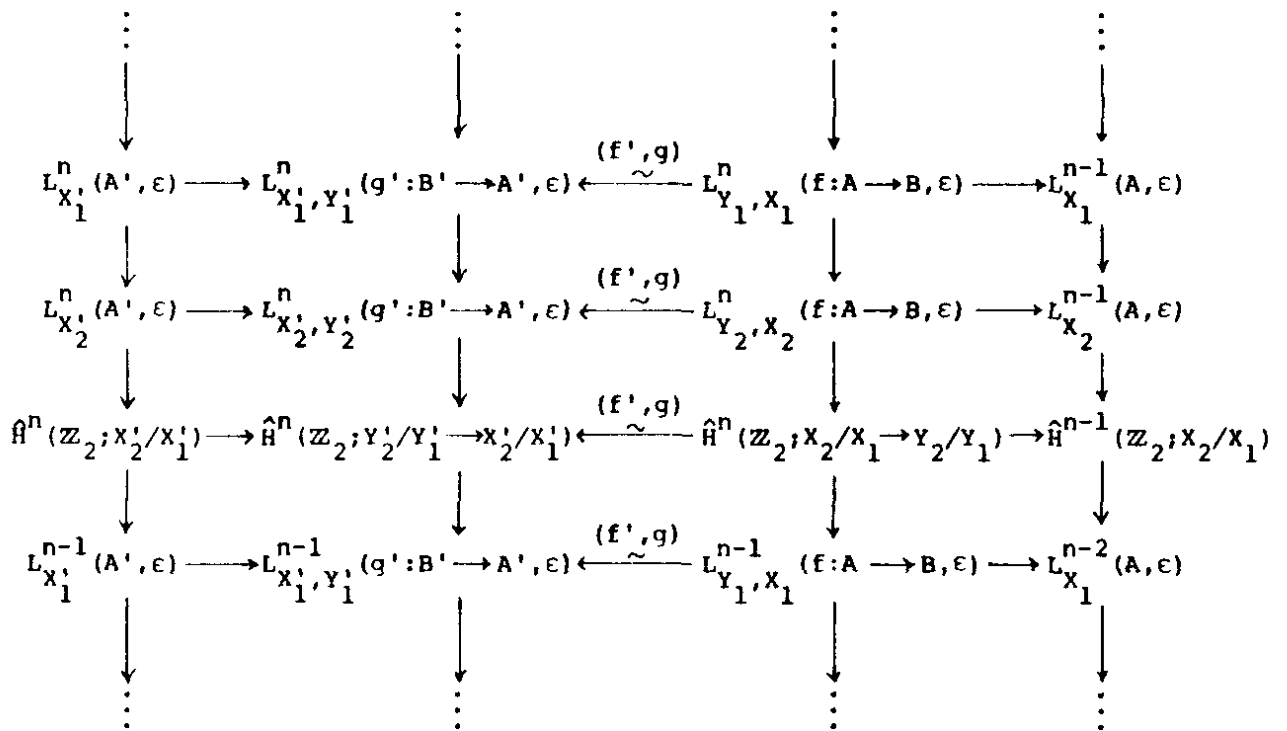 (f',g)
L^n_{X'_1}(A',ε) ⟶ L^n_{X'_1,Y'_1}(g':B' ⟶ A',ε) ⟵~ L^n_{Y_1,X_1}(f:A ⟶ B,ε) ⟶ L^{n-1}_{X_1}(A,ε)
(f',g)
L^n_{X'_2}(A',ε) ⟶ L^n_{X'_2,Y'_2}(g':B' ⟶ A',ε) ⟵~ L^n_{Y_2,X_2}(f:A ⟶ B,ε) ⟶ L^{n-1}_{X_2}(A,ε)
(f',g)
Ĥ^n(ℤ_2;X'_2/X'_1) ⟶ Ĥ^n(ℤ_2;Y'_2/Y'_1 ⟶ X'_2/X'_1) ⟵~ Ĥ^n(ℤ_2;X_2/X_1 ⟶ Y_2/Y_1) ⟶ Ĥ^{n-1}(ℤ_2;X_2/X_1)
(f',g)
L^{n-1}_{X'_1}(A',ε) ⟶ L^{n-1}_{X'_1,Y'_1}(g':B' ⟶ A',ε) ⟵~ L^{n-1}_{Y_1,X_1}(f:A ⟶ B,ε) ⟶ L^{n-2}_{X_1}(A,ε)